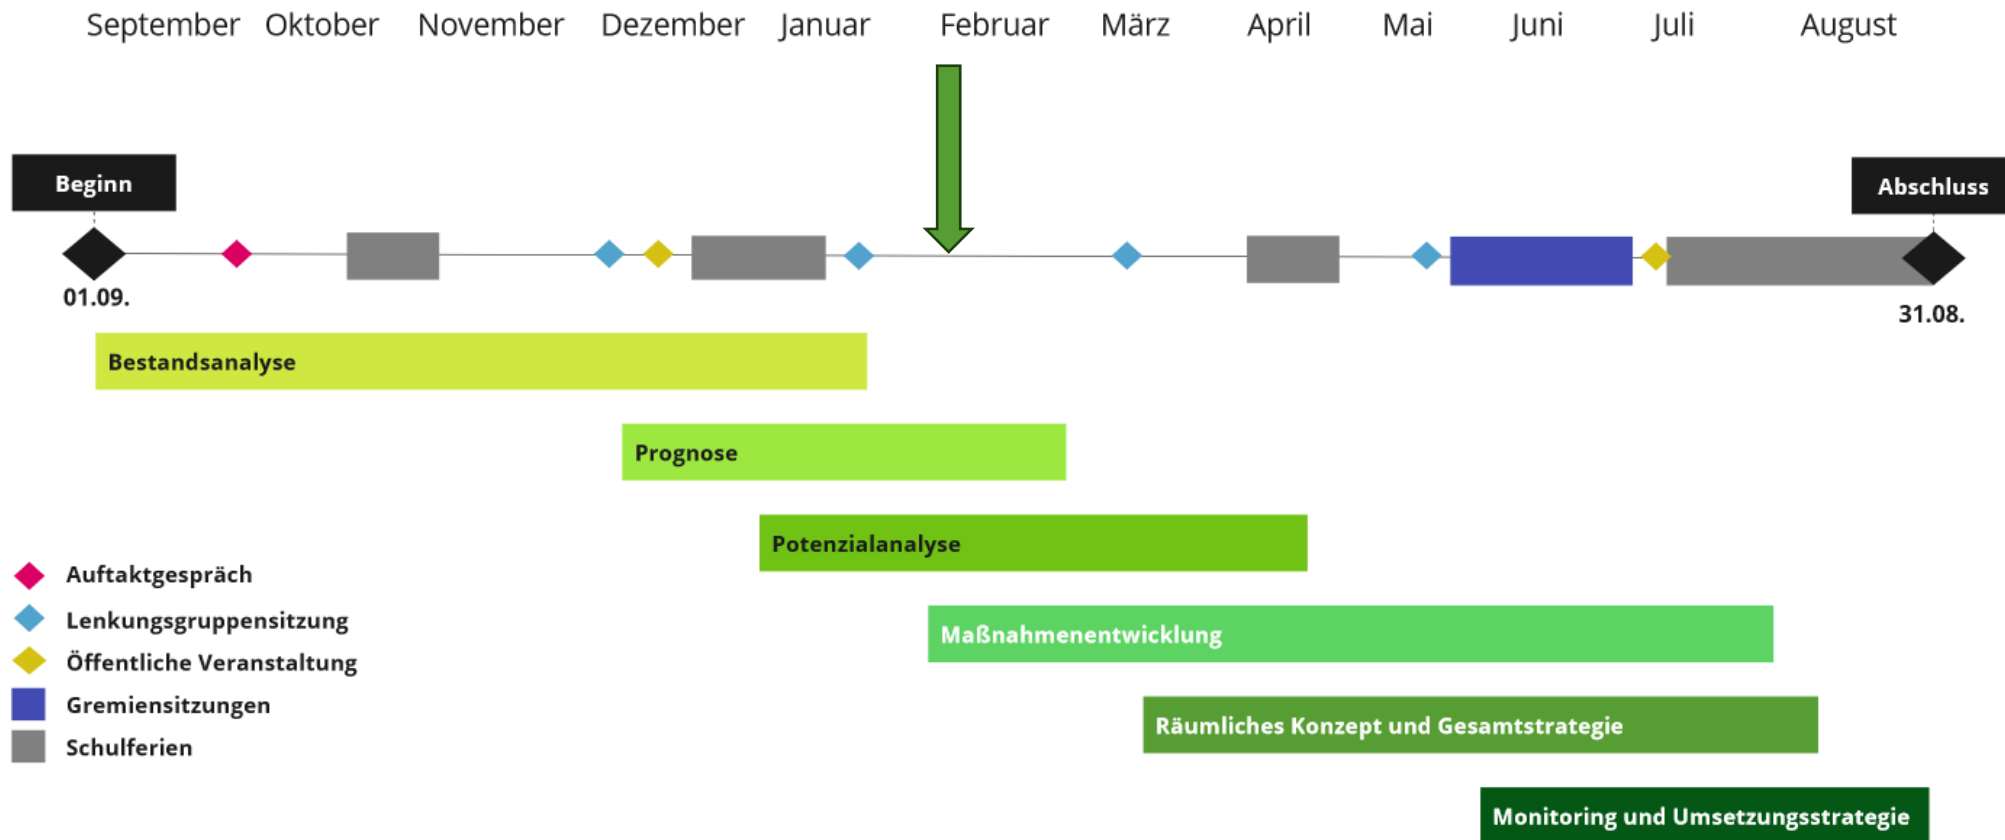 September Oktober November Dezember Januar Februar März April Mai Juni Juli August
Beginn
Abschluss
01.09.
31.08.
Bestandsanalyse
Prognose
Potenzialanalyse
Maßnahmenentwicklung
Räumliches Konzept und Gesamtstrategie
Monitoring und Umsetzungsstrategie
Auftaktgespräch
Lenkungsgruppensitzung
Öffentliche Veranstaltung
Gremiensitzungen
Schulferien